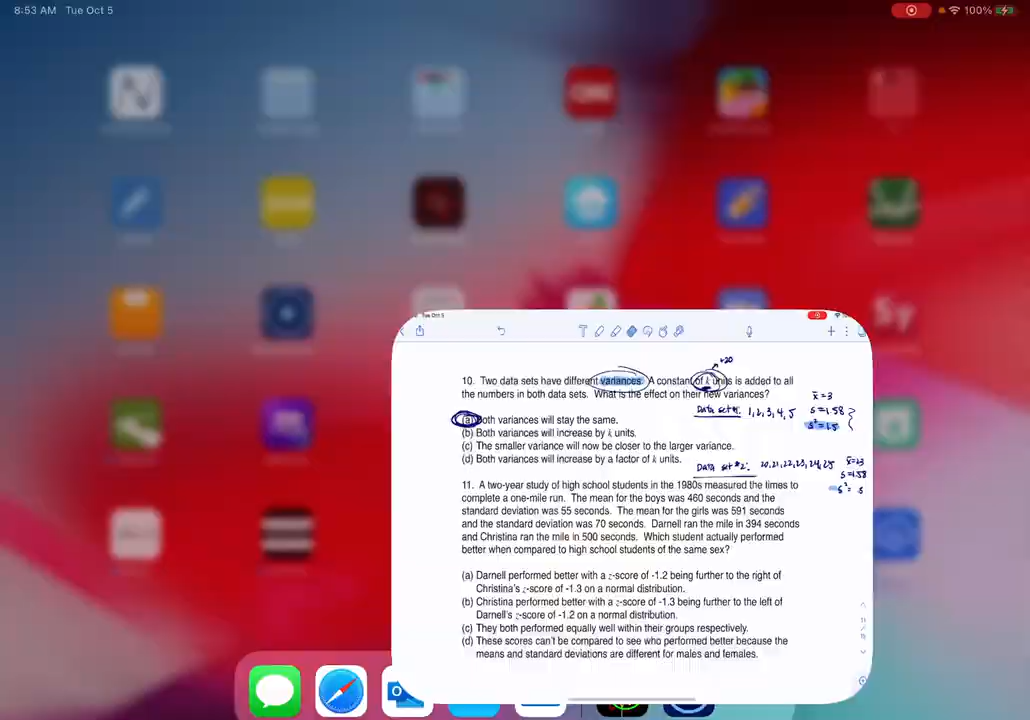 8:53 AM Tue Oct 5
100%
Tue Oct 5
+20
10. Two data sets have different variances. A constant of k units is added to all
the numbers in both data sets. What is the effect on their new variances?
x̄=3
Data set #1: 1, 2, 3, 4, 5
s=1.58
(a) Both variances will stay the same.
(b) Both variances will increase by k units.
(c) The smaller variance will now be closer to the larger variance.
(d) Both variances will increase by a factor of k units.
Data set #2: 20, 21, 22, 23, 24, 25
x̄=23
s=1.58
11. A two-year study of high school students in the 1980s measured the times to
complete a one-mile run. The mean for the boys was 460 seconds and the
standard deviation was 55 seconds. The mean for the girls was 591 seconds
and the standard deviation was 70 seconds. Darnell ran the mile in 394 seconds
and Christina ran the mile in 500 seconds. Which student actually performed
better when compared to high school students of the same sex?
(a) Darnell performed better with a z-score of -1.2 being further to the right of
Christina's z-score of -1.3 on a normal distribution.
(b) Christina performed better with a z-score of -1.3 being further to the left of
Darnell's z-score of -1.2 on a normal distribution.
(c) They both performed equally well within their groups respectively.
(d) These scores can't be compared to see who performed better because the
means and standard deviations are different for males and females.